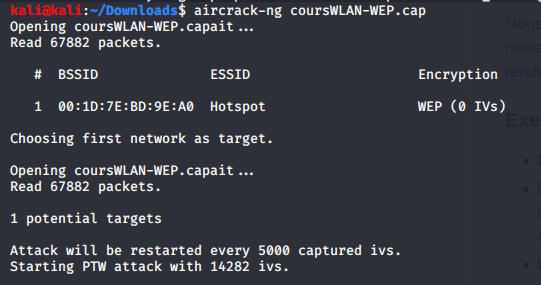 kali@kali:~/Downloads$ aircrack-ng coursWLAN-WEP.cap
Opening coursWLAN-WEP.capait...
Read 67882 packets.
# BSSID ESSID Encryption
1 00:1D:7E:BD:9E:A0 Hotspot WEP (0 IVs)
Choosing first network as target.
Opening coursWLAN-WEP.capait...
Read 67882 packets.
1 potential targets
Attack will be restarted every 5000 captured ivs.
Starting PTW attack with 14282 ivs.
Nous
nous
rend
Exe